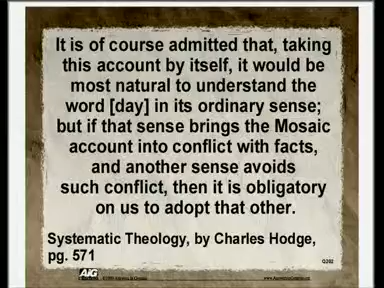 It is of course admitted that, taking
this account by itself, it would be
most natural to understand the
word [day] in its ordinary sense;
but if that sense brings the Mosaic
account into conflict with facts,
and another sense avoids
such conflict, then it is obligatory
on us to adopt that other.
Systematic Theology, by Charles Hodge,
pg. 571
AiG